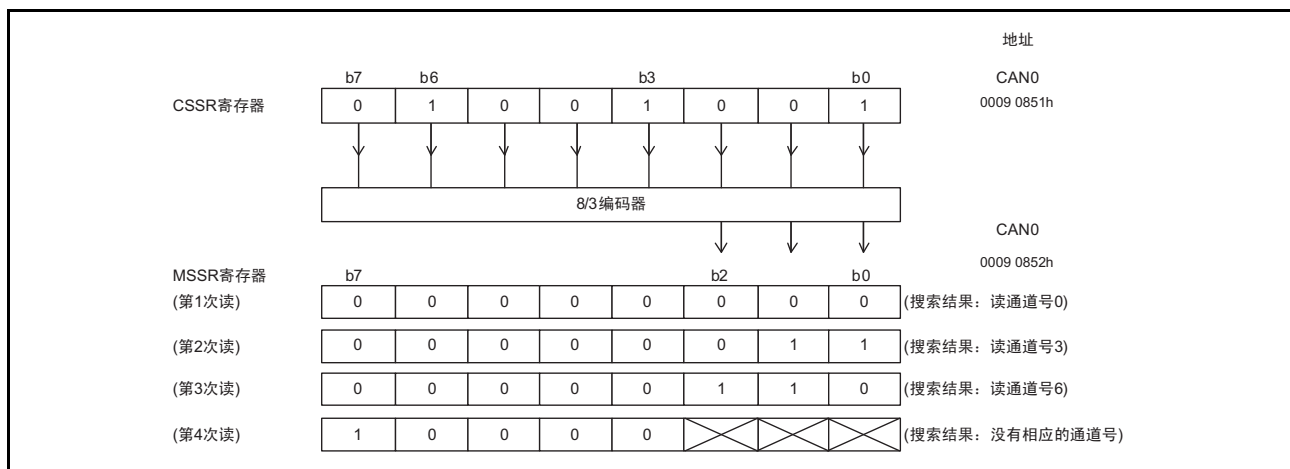 地址
b7 b6 b3 b0 CAN0
CSSR寄存器 0 1 0 0 1 0 0 1 0009 0851h
8/3编码器
CAN0
0009 0852h
MSSR寄存器 b7 b2 b0
(第1次读) 0 0 0 0 0 0 0 0 (搜索结果：读通道号0)
(第2次读) 0 0 0 0 0 0 1 1 (搜索结果：读通道号3)
(第3次读) 0 0 0 0 0 1 1 0 (搜索结果：读通道号6)
(第4次读) 1 0 0 0 0 (搜索结果：没有相应的通道号)